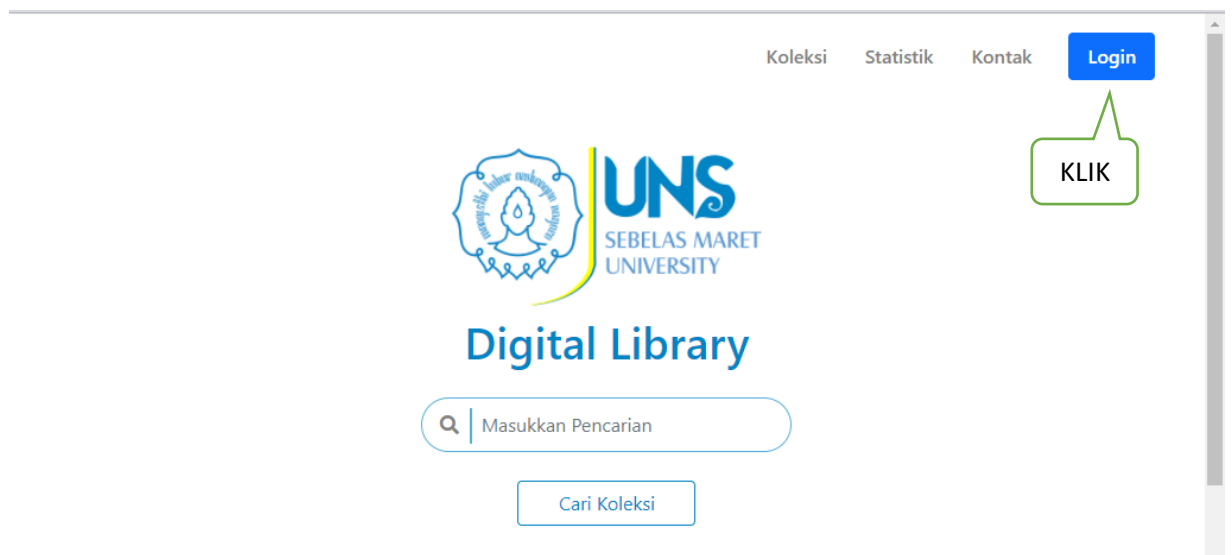 Koleksi Statistik Kontak Login
KLIK
UNS
SEBELAS MARET
UNIVERSITY
Digital Library
Masukkan Pencarian
Cari Koleksi